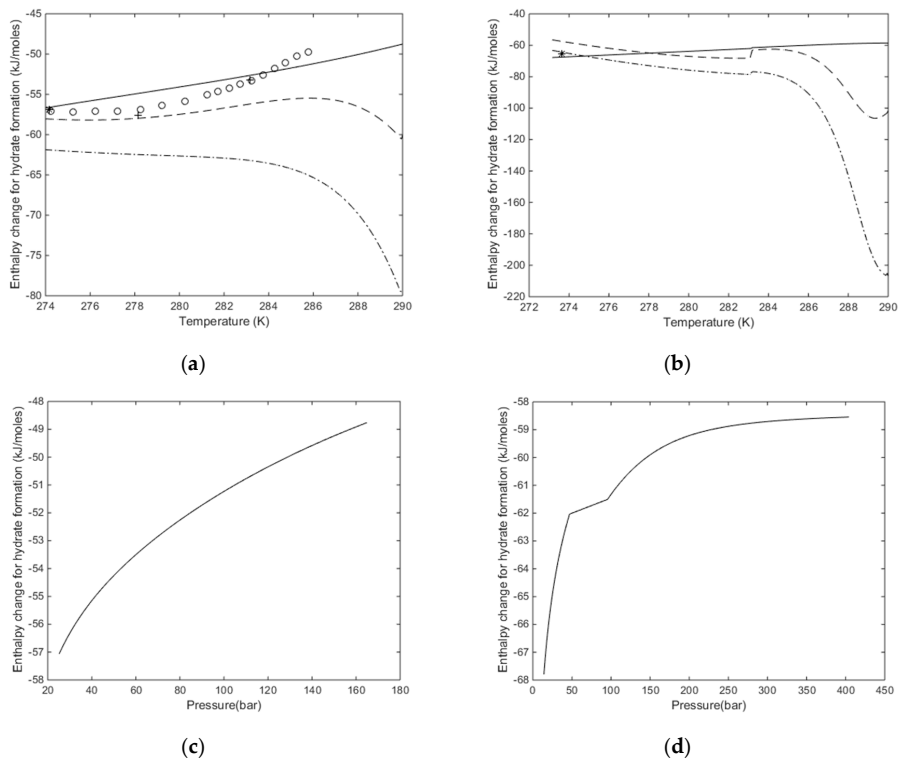 -45
-50
-55
-60
-65
-70
-75
-80
Enthalpy change for hydrate formation (kJ/moles)
274 276 278 280 282 284 286 288 290
Temperature (K)
(a)
-40
-60
-80
-100
-120
-140
-160
-180
-200
-220
Enthalpy change for hydrate formation (kJ/moles)
272 274 276 278 280 282 284 286 288 290
Temperature (K)
(b)
-48
-49
-50
-51
-52
-53
-54
-55
-56
-57
-58
Enthalpy change for hydrate formation (kJ/moles)
20 40 60 80 100 120 140 160 180
Pressure(bar)
(c)
-58
-59
-60
-61
-62
-63
-64
-65
-66
-67
-68
Enthalpy change for hydrate formation (kJ/moles)
0 50 100 150 200 250 300 350 400 450
Pressure(bar)
(d)